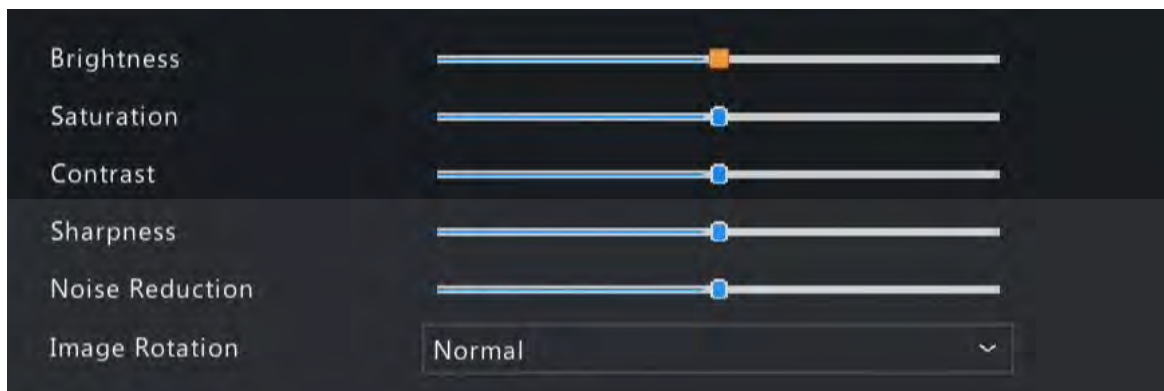 Brightness
Saturation
Contrast
Sharpness
Noise Reduction
Image Rotation Normal